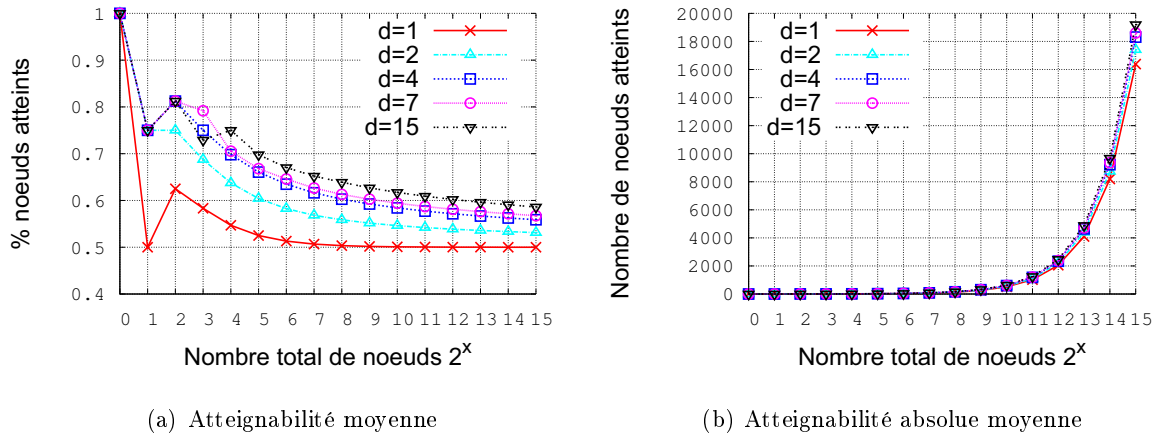 % noeuds atteints
1
0.9
0.8
0.7
0.6
0.5
0.4
d=1
d=2
d=4
d=7
d=15
0 1 2 3 4 5 6 7 8 9 10 11 12 13 14 15
Nombre total de noeuds 2^x
(a) Atteignabilité moyenne
Nombre de noeuds atteints
20000
18000
16000
14000
12000
10000
8000
6000
4000
2000
0
d=1
d=2
d=4
d=7
d=15
0 1 2 3 4 5 6 7 8 9 10 11 12 13 14 15
Nombre total de noeuds 2^x
(b) Atteignabilité absolue moyenne